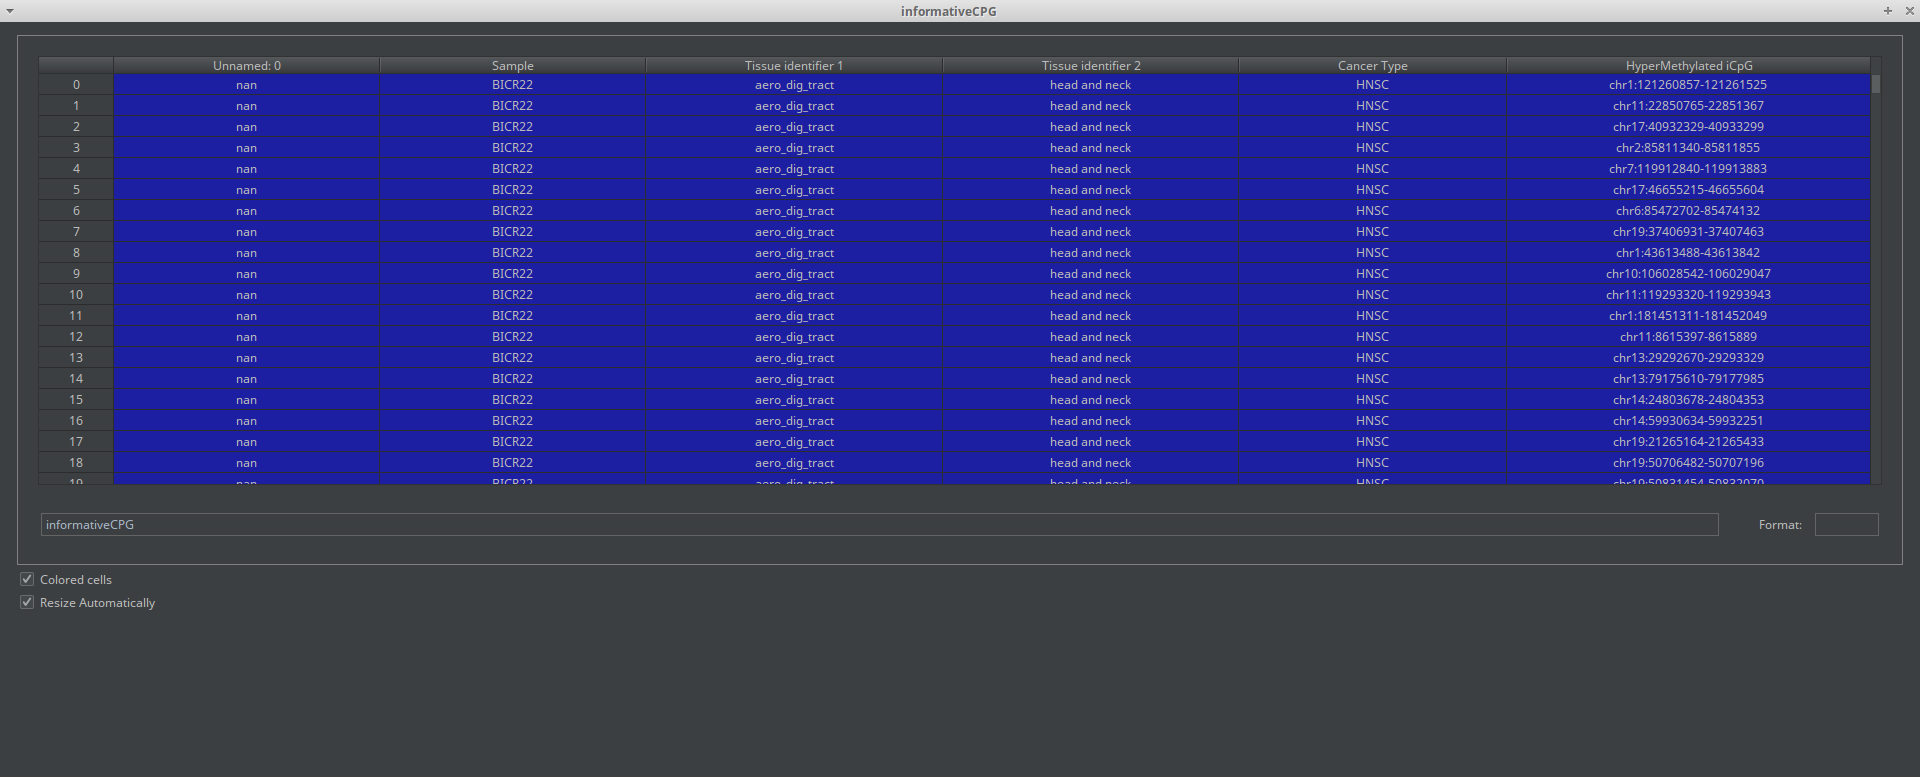 informativeCPG
Unnamed: 0 Sample Tissue identifier 1 Tissue identifier 2 Cancer Type HyperMethylated iCpG
0 nan BICR22 aero_dig_tract head and neck HNSC chr1:121260857-121261525
1 nan BICR22 aero_dig_tract head and neck HNSC chr11:22850765-22851367
2 nan BICR22 aero_dig_tract head and neck HNSC chr17:40932329-40933299
3 nan BICR22 aero_dig_tract head and neck HNSC chr2:85811340-85811855
4 nan BICR22 aero_dig_tract head and neck HNSC chr7:119912840-119913883
5 nan BICR22 aero_dig_tract head and neck HNSC chr17:46655215-46655604
6 nan BICR22 aero_dig_tract head and neck HNSC chr6:85472702-85474132
7 nan BICR22 aero_dig_tract head and neck HNSC chr19:37406931-37407463
8 nan BICR22 aero_dig_tract head and neck HNSC chr1:43613488-43613842
9 nan BICR22 aero_dig_tract head and neck HNSC chr10:106028542-106029047
10 nan BICR22 aero_dig_tract head and neck HNSC chr11:119293320-119293943
11 nan BICR22 aero_dig_tract head and neck HNSC chr1:181451311-181452049
12 nan BICR22 aero_dig_tract head and neck HNSC chr11:8615397-8615889
13 nan BICR22 aero_dig_tract head and neck HNSC chr13:29292670-29293329
14 nan BICR22 aero_dig_tract head and neck HNSC chr13:79175610-79177985
15 nan BICR22 aero_dig_tract head and neck HNSC chr14:24803678-24804353
16 nan BICR22 aero_dig_tract head and neck HNSC chr14:59930634-59932251
17 nan BICR22 aero_dig_tract head and neck HNSC chr19:21265164-21265433
18 nan BICR22 aero_dig_tract head and neck HNSC chr19:50706482-50707196
19 nan BICR22 aero_dig_tract head and neck HNSC chr19:50831454-50832070
informativeCPG Format:
Colored cells
Resize Automatically